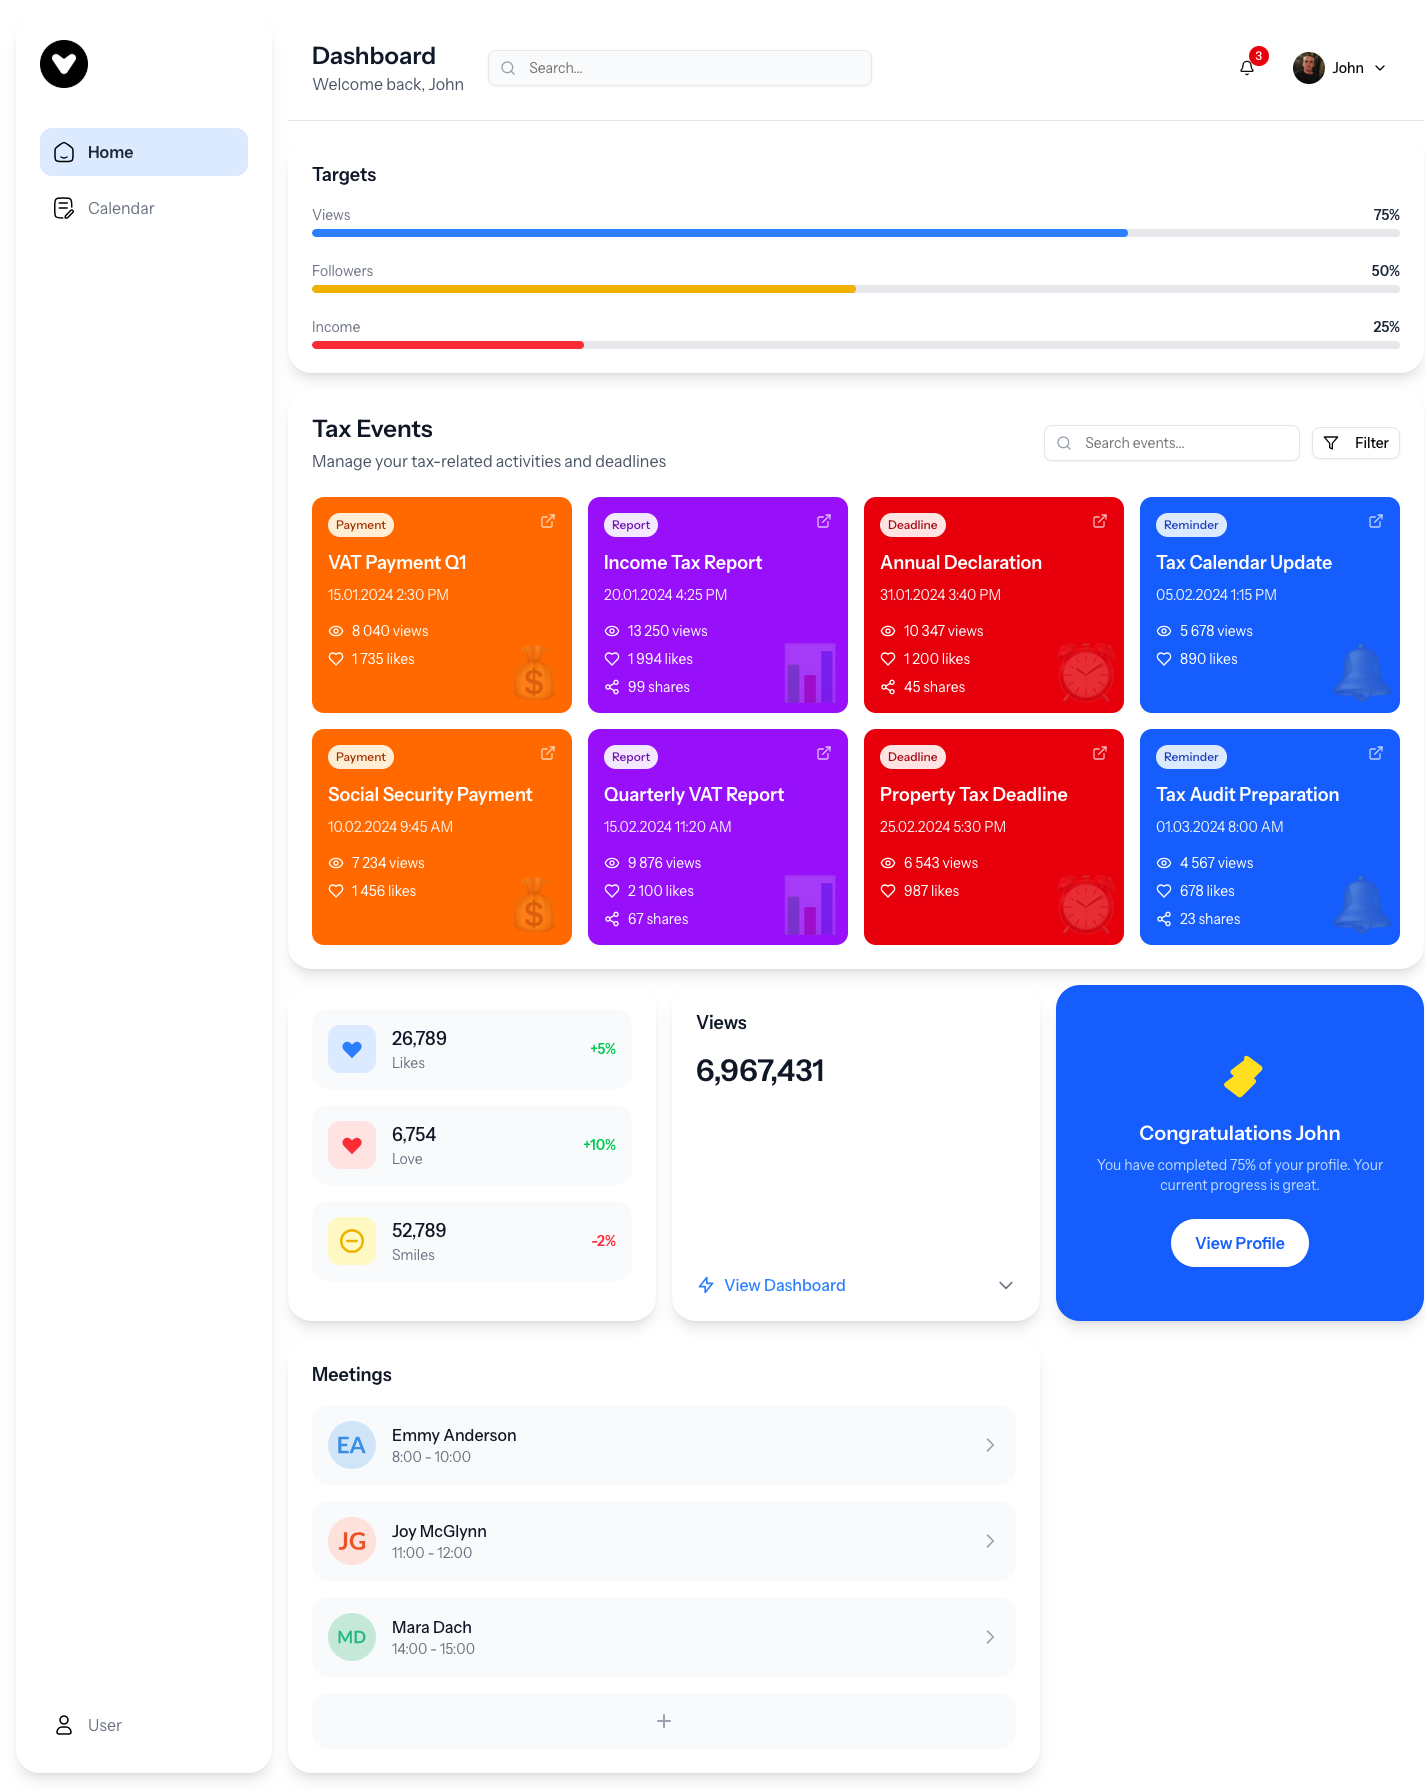 Dashboard
Welcome back, John
Search...
3
John
Home
Calendar
Targets
Views
75%
Followers
50%
Income
25%
Tax Events
Manage your tax-related activities and deadlines
Search events...
Filter
Payment
VAT Payment Q1
15.01.2024 2:30 PM
8 040 views
1 735 likes
Report
Income Tax Report
20.01.2024 4:25 PM
13 250 views
1 994 likes
99 shares
Deadline
Annual Declaration
31.01.2024 3:40 PM
10 347 views
1 200 likes
45 shares
Reminder
Tax Calendar Update
05.02.2024 1:15 PM
5 678 views
890 likes
Payment
Social Security Payment
10.02.2024 9:45 AM
7 234 views
1 456 likes
Report
Quarterly VAT Report
15.02.2024 11:20 AM
9 876 views
2 100 likes
67 shares
Deadline
Property Tax Deadline
25.02.2024 5:30 PM
6 543 views
987 likes
Reminder
Tax Audit Preparation
01.03.2024 8:00 AM
4 567 views
678 likes
23 shares
26,789
Likes
+5%
6,754
Love
+10%
52,789
Smiles
-2%
Views
6,967,431
View Dashboard
Congratulations John
You have completed 75% of your profile. Your
current progress is great.
View Profile
Meetings
EA
Emmy Anderson
8:00 - 10:00
JG
Joy McGlynn
11:00 - 12:00
MD
Mara Dach
14:00 - 15:00
User